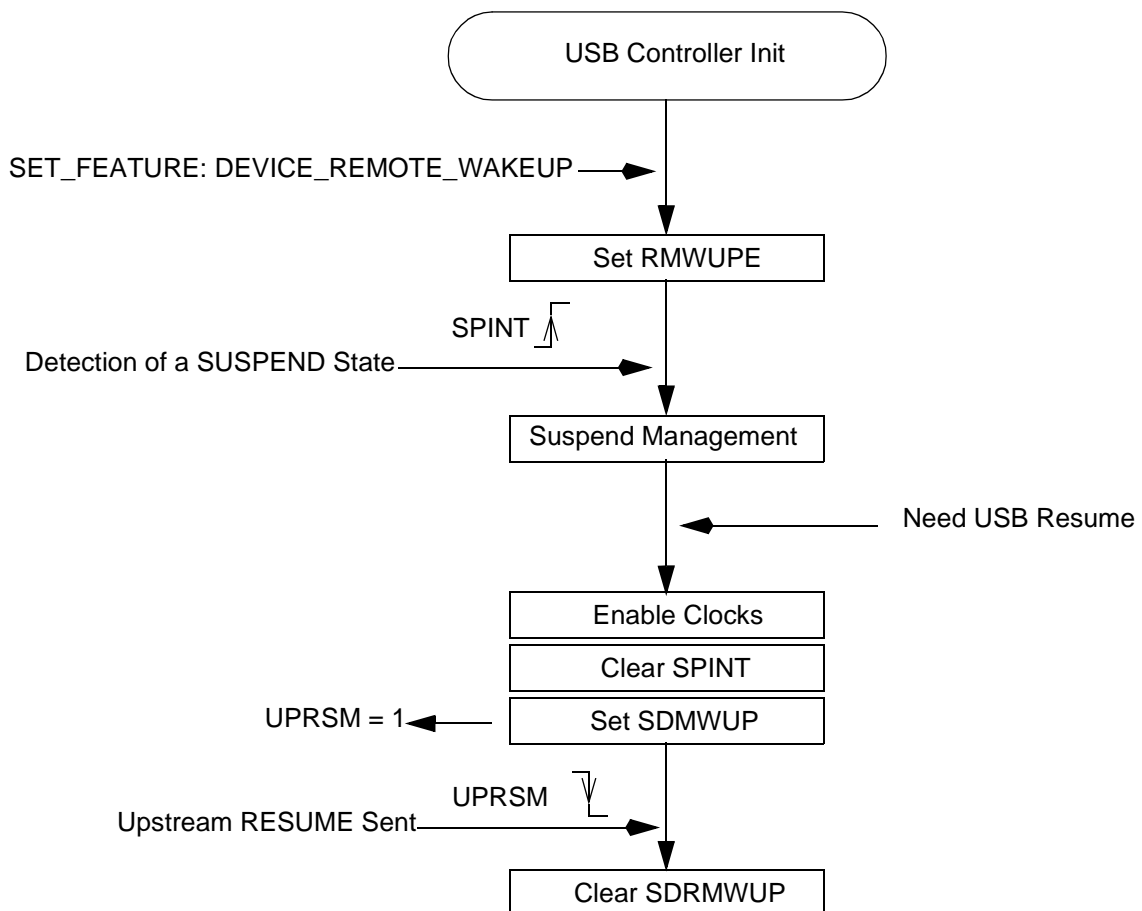 USB Controller Init
SET_FEATURE: DEVICE_REMOTE_WAKEUP
Set RMWUPE
SPINT
Detection of a SUSPEND State
Suspend Management
Need USB Resume
Enable Clocks
Clear SPINT
UPRSM = 1
Set SDMWUP
UPRSM
Upstream RESUME Sent
Clear SDRMWUP